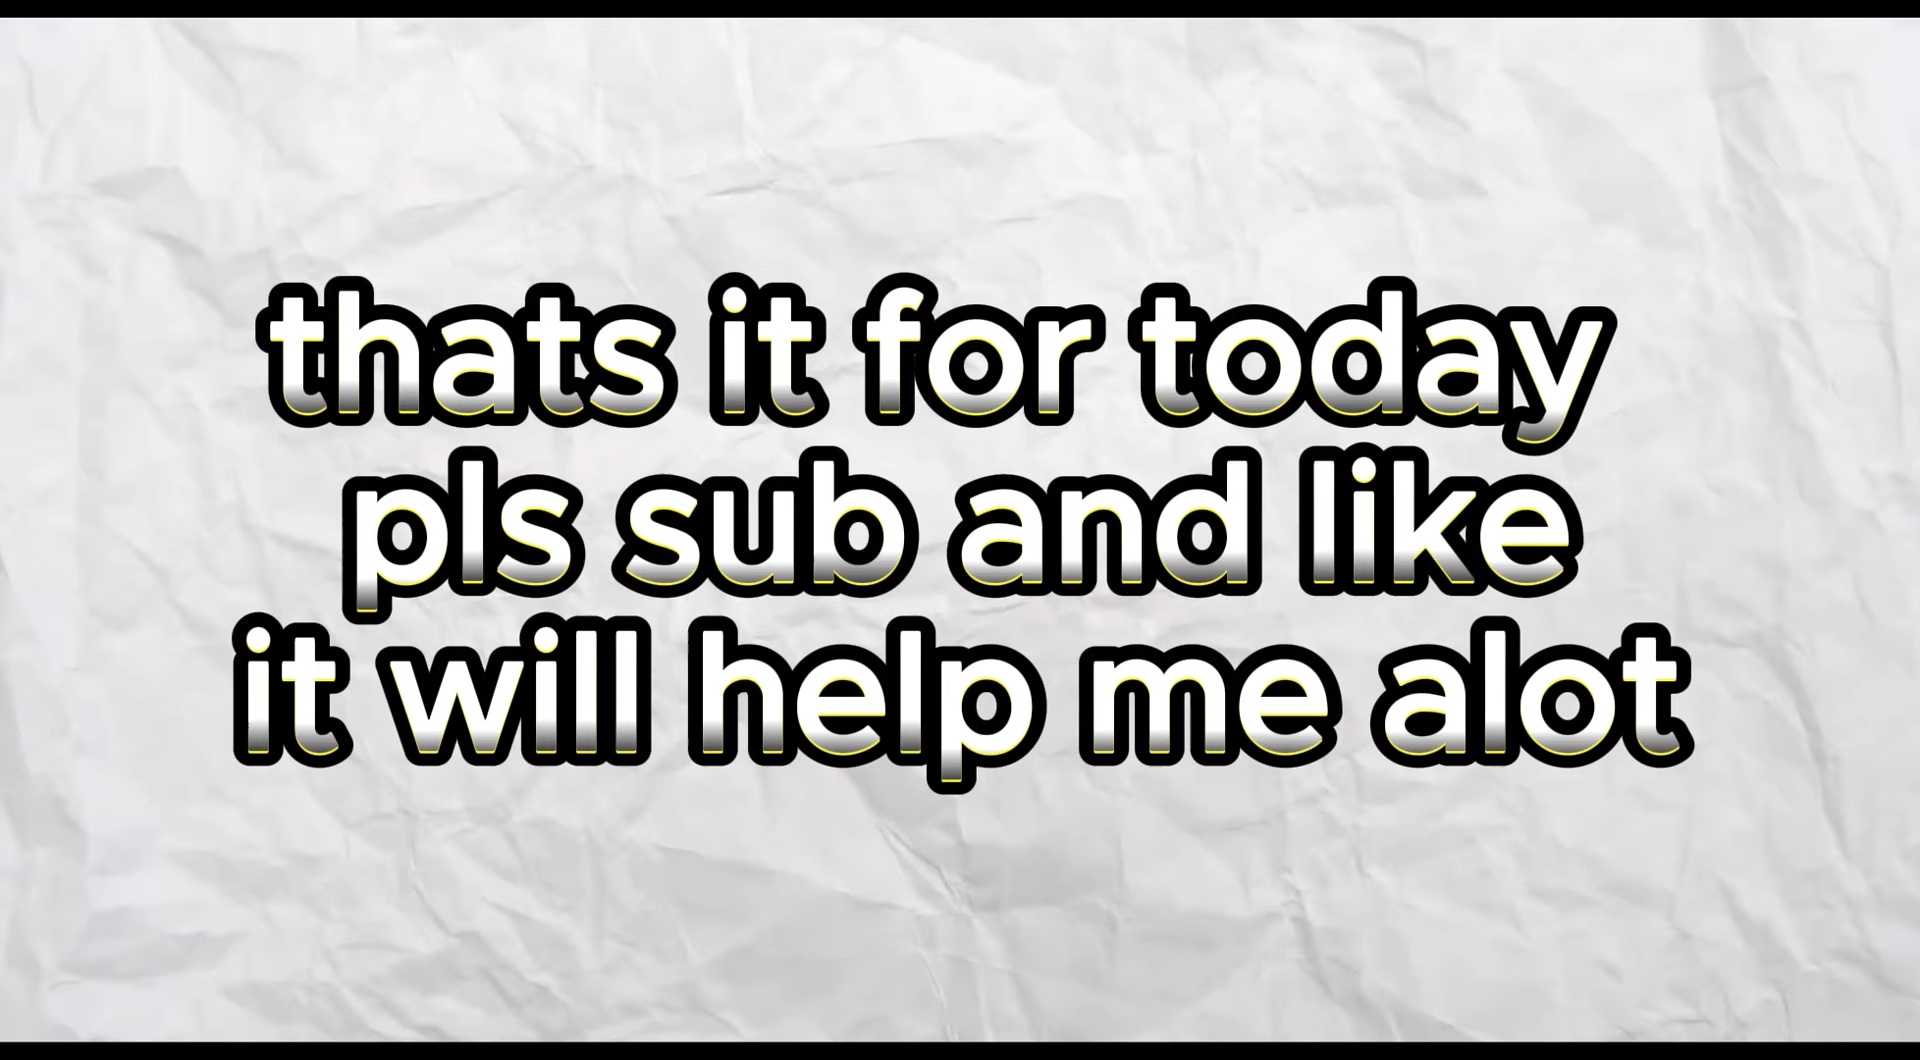 thats it for today
pls sub and like
it will help me alot